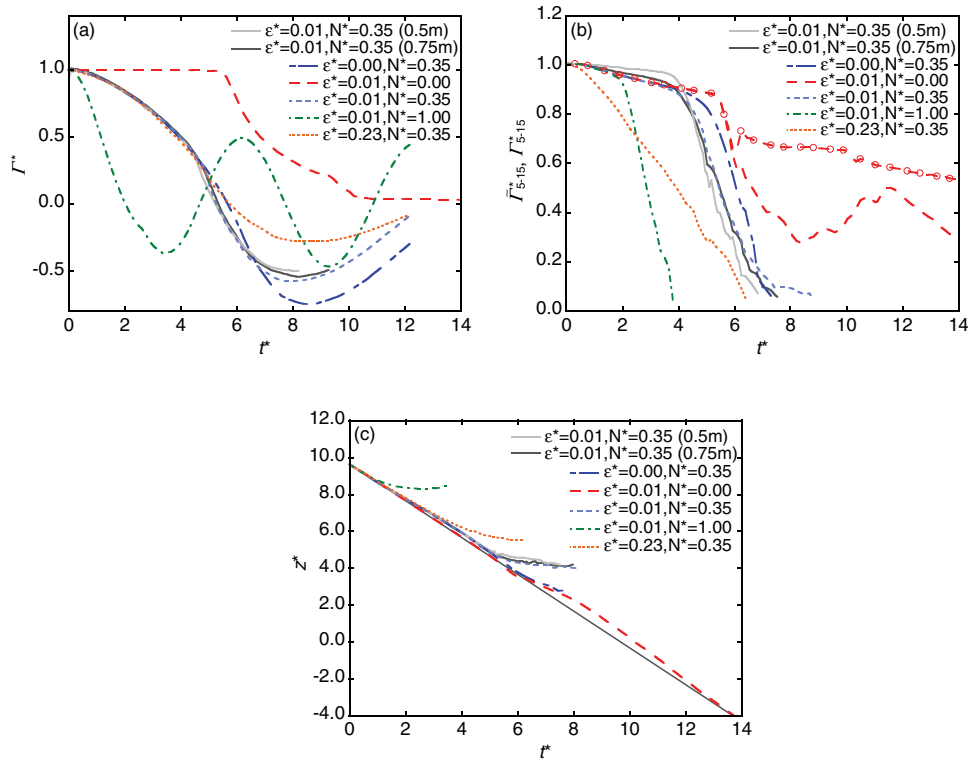 (a)
ε*=0.01,N*=0.35 (0.5m)
ε*=0.01,N*=0.35 (0.75m)
ε*=0.00,N*=0.35
ε*=0.01,N*=0.00
ε*=0.01,N*=0.35
ε*=0.01,N*=1.00
ε*=0.23,N*=0.35
1.0
0.5
0.0
-0.5
Γ*
0 2 4 6 8 10 12 14
t*
(b)
ε*=0.01,N*=0.35 (0.5m)
ε*=0.01,N*=0.35 (0.75m)
ε*=0.00,N*=0.35
ε*=0.01,N*=0.00
ε*=0.01,N*=0.35
ε*=0.01,N*=1.00
ε*=0.23,N*=0.35
1.2
1.0
0.8
0.6
0.4
0.2
0.0
Γ̃*5-15, Γ*5-15
0 2 4 6 8 10 12 14
t*
(c)
ε*=0.01,N*=0.35 (0.5m)
ε*=0.01,N*=0.35 (0.75m)
ε*=0.00,N*=0.35
ε*=0.01,N*=0.00
ε*=0.01,N*=0.35
ε*=0.01,N*=1.00
ε*=0.23,N*=0.35
12.0
10.0
8.0
6.0
4.0
2.0
0.0
-2.0
-4.0
z*
0 2 4 6 8 10 12 14
t*